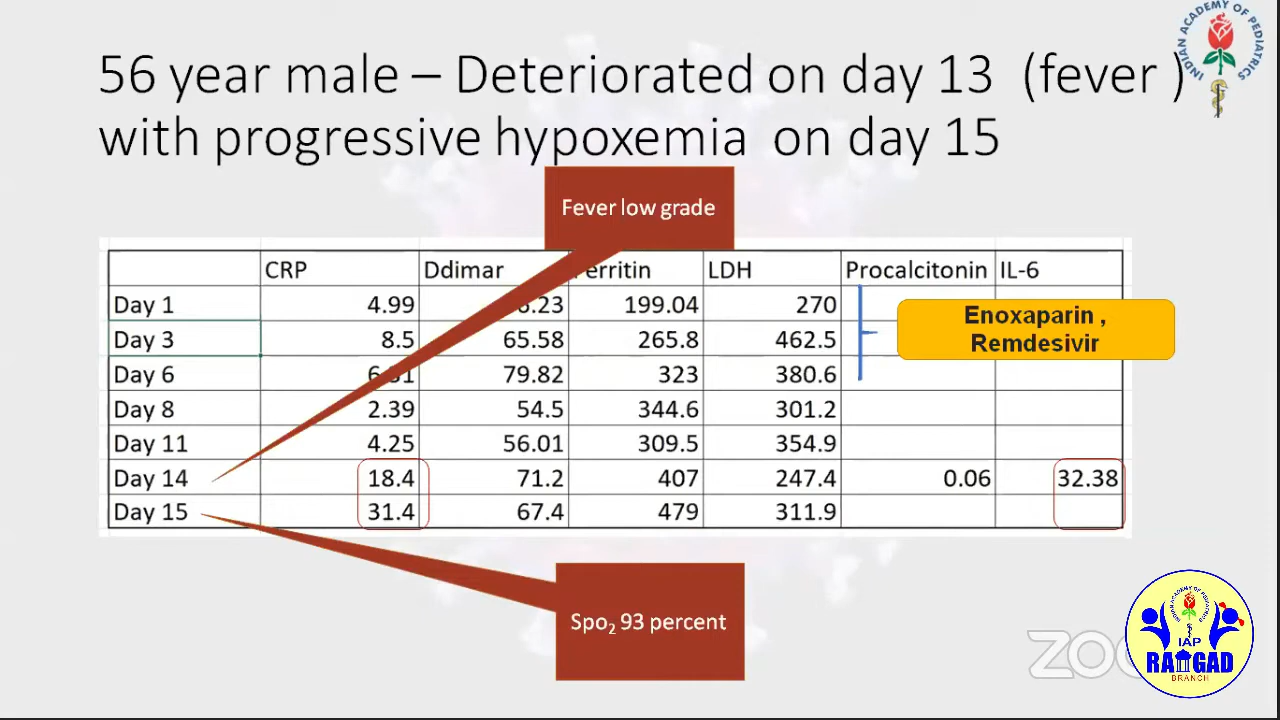 56 year male – Deteriorated on day 13 (fever )
with progressive hypoxemia on day 15
INDIAN ACADEMY OF PEDIATRICS
Fever low grade
CRP Ddimar LDH Procalcitonin IL-6
Day 1 4.99 199.04 270
Day 3 8.5 65.58 265.8 462.5
Day 6 79.82 323 380.6
Day 8 2.39 54.5 344.6 301.2
Day 11 4.25 56.01 309.5 354.9
Day 14 18.4 71.2 407 247.4 0.06 32.38
Day 15 31.4 67.4 479 311.9
Enoxaparin ,
Remdesivir
Spo2 93 percent
IAP
BRANCH